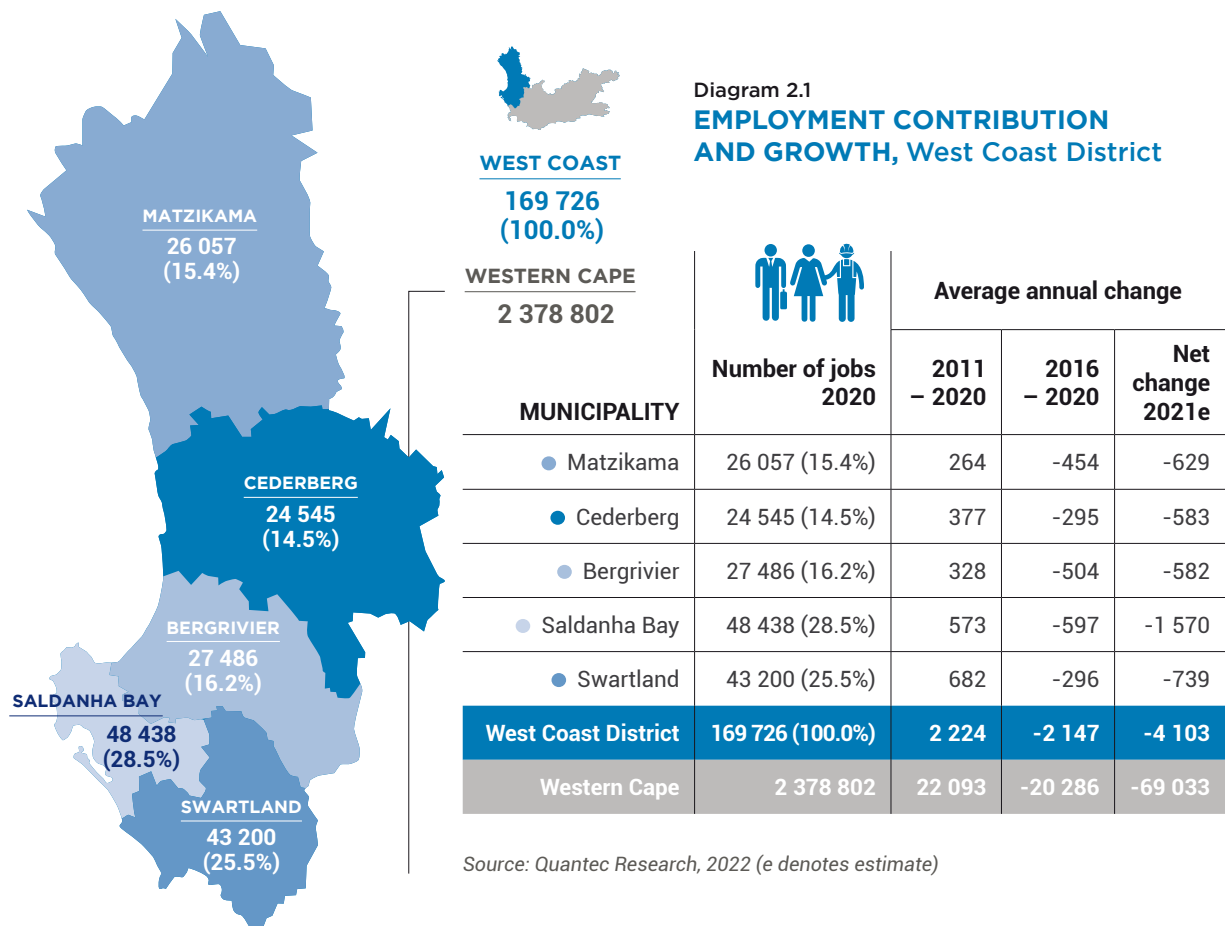 Diagram 2.1
EMPLOYMENT CONTRIBUTION
AND GROWTH, West Coast District
WEST COAST
169 726
(100.0%)
WESTERN CAPE
2 378 802
MATZIKAMA
26 057
(15.4%)
CEDERBERG
24 545
(14.5%)
BERGRIVIER
27 486
(16.2%)
SALDANHA BAY
48 438
(28.5%)
SWARTLAND
43 200
(25.5%)
Average annual change
MUNICIPALITY
Number of jobs
2020
2011
– 2020
2016
– 2020
Net
change
2021e
Matzikama 26 057 (15.4%) 264 -454 -629
Cederberg 24 545 (14.5%) 377 -295 -583
Bergrivier 27 486 (16.2%) 328 -504 -582
Saldanha Bay 48 438 (28.5%) 573 -597 -1 570
Swartland 43 200 (25.5%) 682 -296 -739
West Coast District 169 726 (100.0%) 2 224 -2 147 -4 103
Western Cape 2 378 802 22 093 -20 286 -69 033
Source: Quantec Research, 2022 (e denotes estimate)